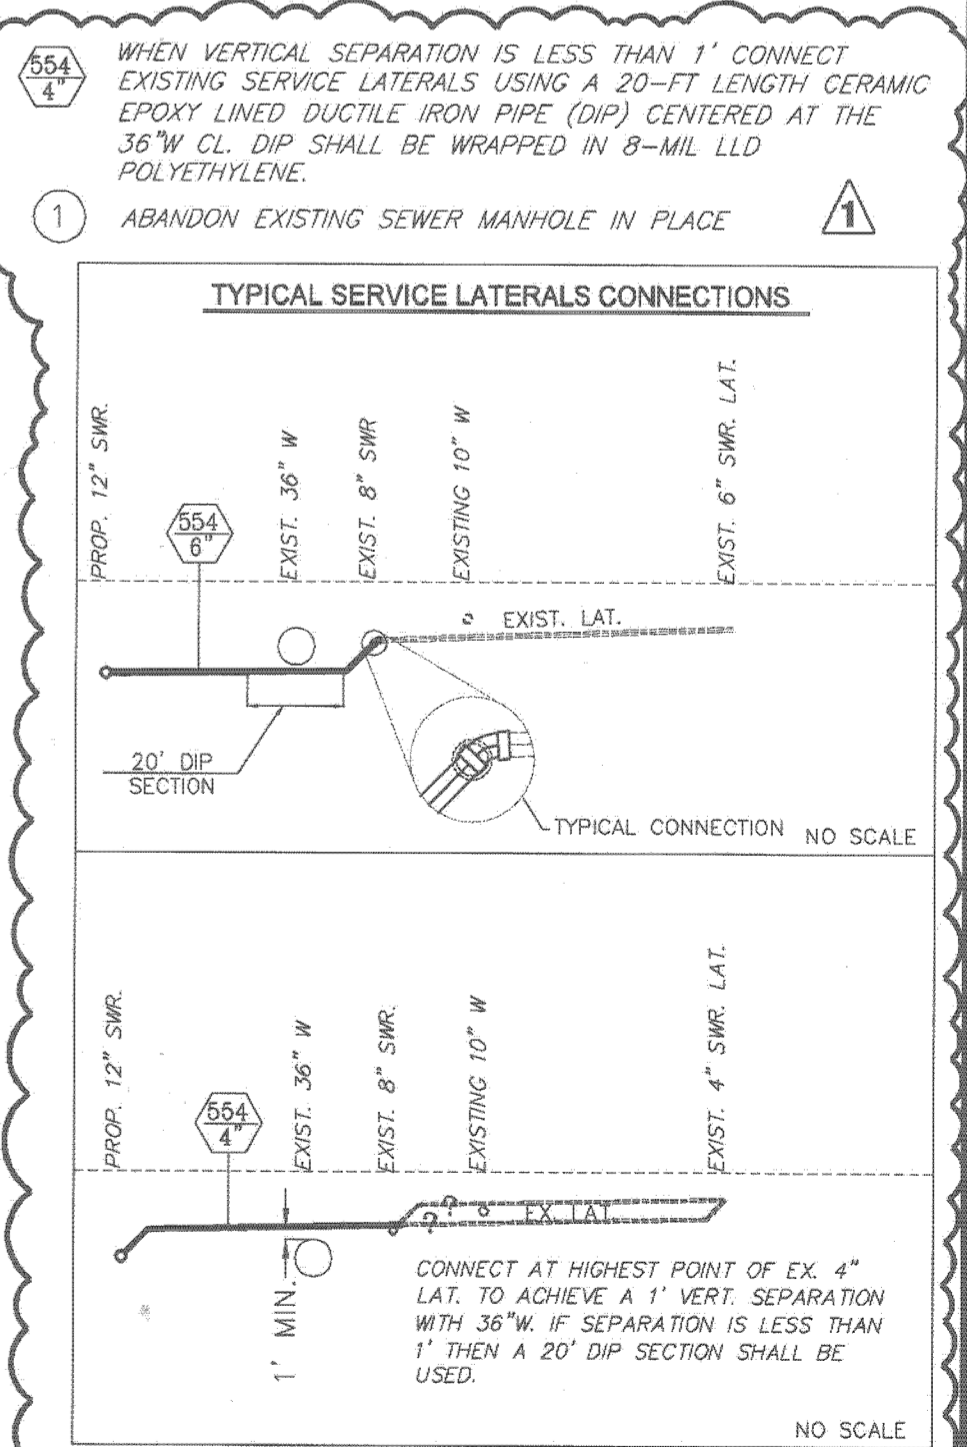 554
4"
WHEN VERTICAL SEPARATION IS LESS THAN 1' CONNECT
EXISTING SERVICE LATERALS USING A 20-FT LENGTH CERAMIC
EPOXY LINED DUCTILE IRON PIPE (DIP) CENTERED AT THE
36"W CL. DIP SHALL BE WRAPPED IN 8-MIL LLD
POLYETHYLENE.
1
ABANDON EXISTING SEWER MANHOLE IN PLACE
1
TYPICAL SERVICE LATERALS CONNECTIONS
PROP. 12" SWR.
554
6"
EXIST. 36" W
EXIST. 8" SWR
EXISTING 10" W
EXIST. 6" SWR. LAT.
EXIST. LAT.
20' DIP
SECTION
TYPICAL CONNECTION
NO SCALE
PROP. 12" SWR.
554
4"
EXIST. 36" W
EXIST. 8" SWR.
EXISTING 10" W
EXIST. 4" SWR. LAT.
? ?
EX. LAT.
1' MIN.
CONNECT AT HIGHEST POINT OF EX. 4"
LAT. TO ACHIEVE A 1' VERT. SEPARATION
WITH 36"W. IF SEPARATION IS LESS THAN
1' THEN A 20' DIP SECTION SHALL BE
USED.
NO SCALE